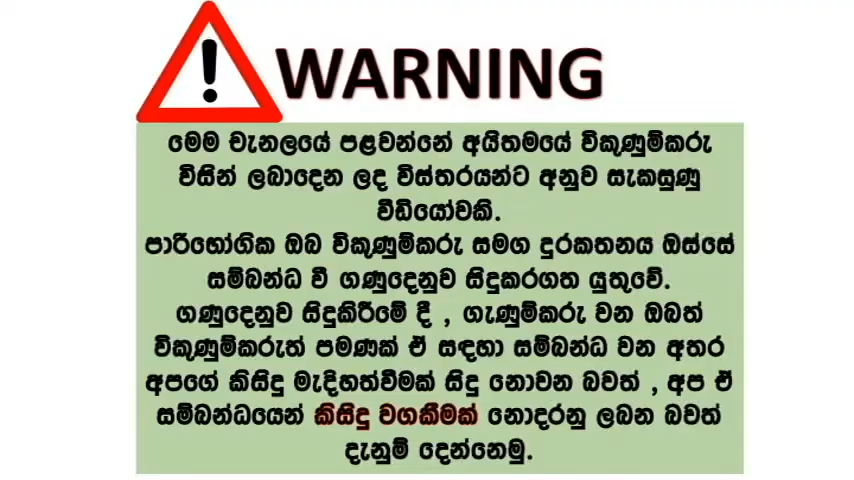 WARNING
මෙම චැනලයේ පළවන්නේ අයිතමයේ විකුණුම්කරු
විසින් ලබාදෙන ලද විස්තරයන්ට අනුව සැකසුණු
වීඩියෝවකි.
පාරිභෝගික ඔබ විකුණුම්කරු සමග දුරකතනය ඔස්සේ
සම්බන්ධ වී ගණුදෙනුව සිදුකරගත යුතුවේ.
ගණුදෙනුව සිදුකිරීමේ දී , ගැණුම්කරු වන ඔබත්
විකුණුම්කරුත් පමණක් ඒ සඳහා සම්බන්ධ වන අතර
අපගේ කිසිදු මැදිහත්වීමක් සිදු නොවන බවත් , අප ඒ
සම්බන්ධයෙන් කිසිදු වගකීමක් නොදරනු ලබන බවත්
දැනුම් දෙන්නෙමු.